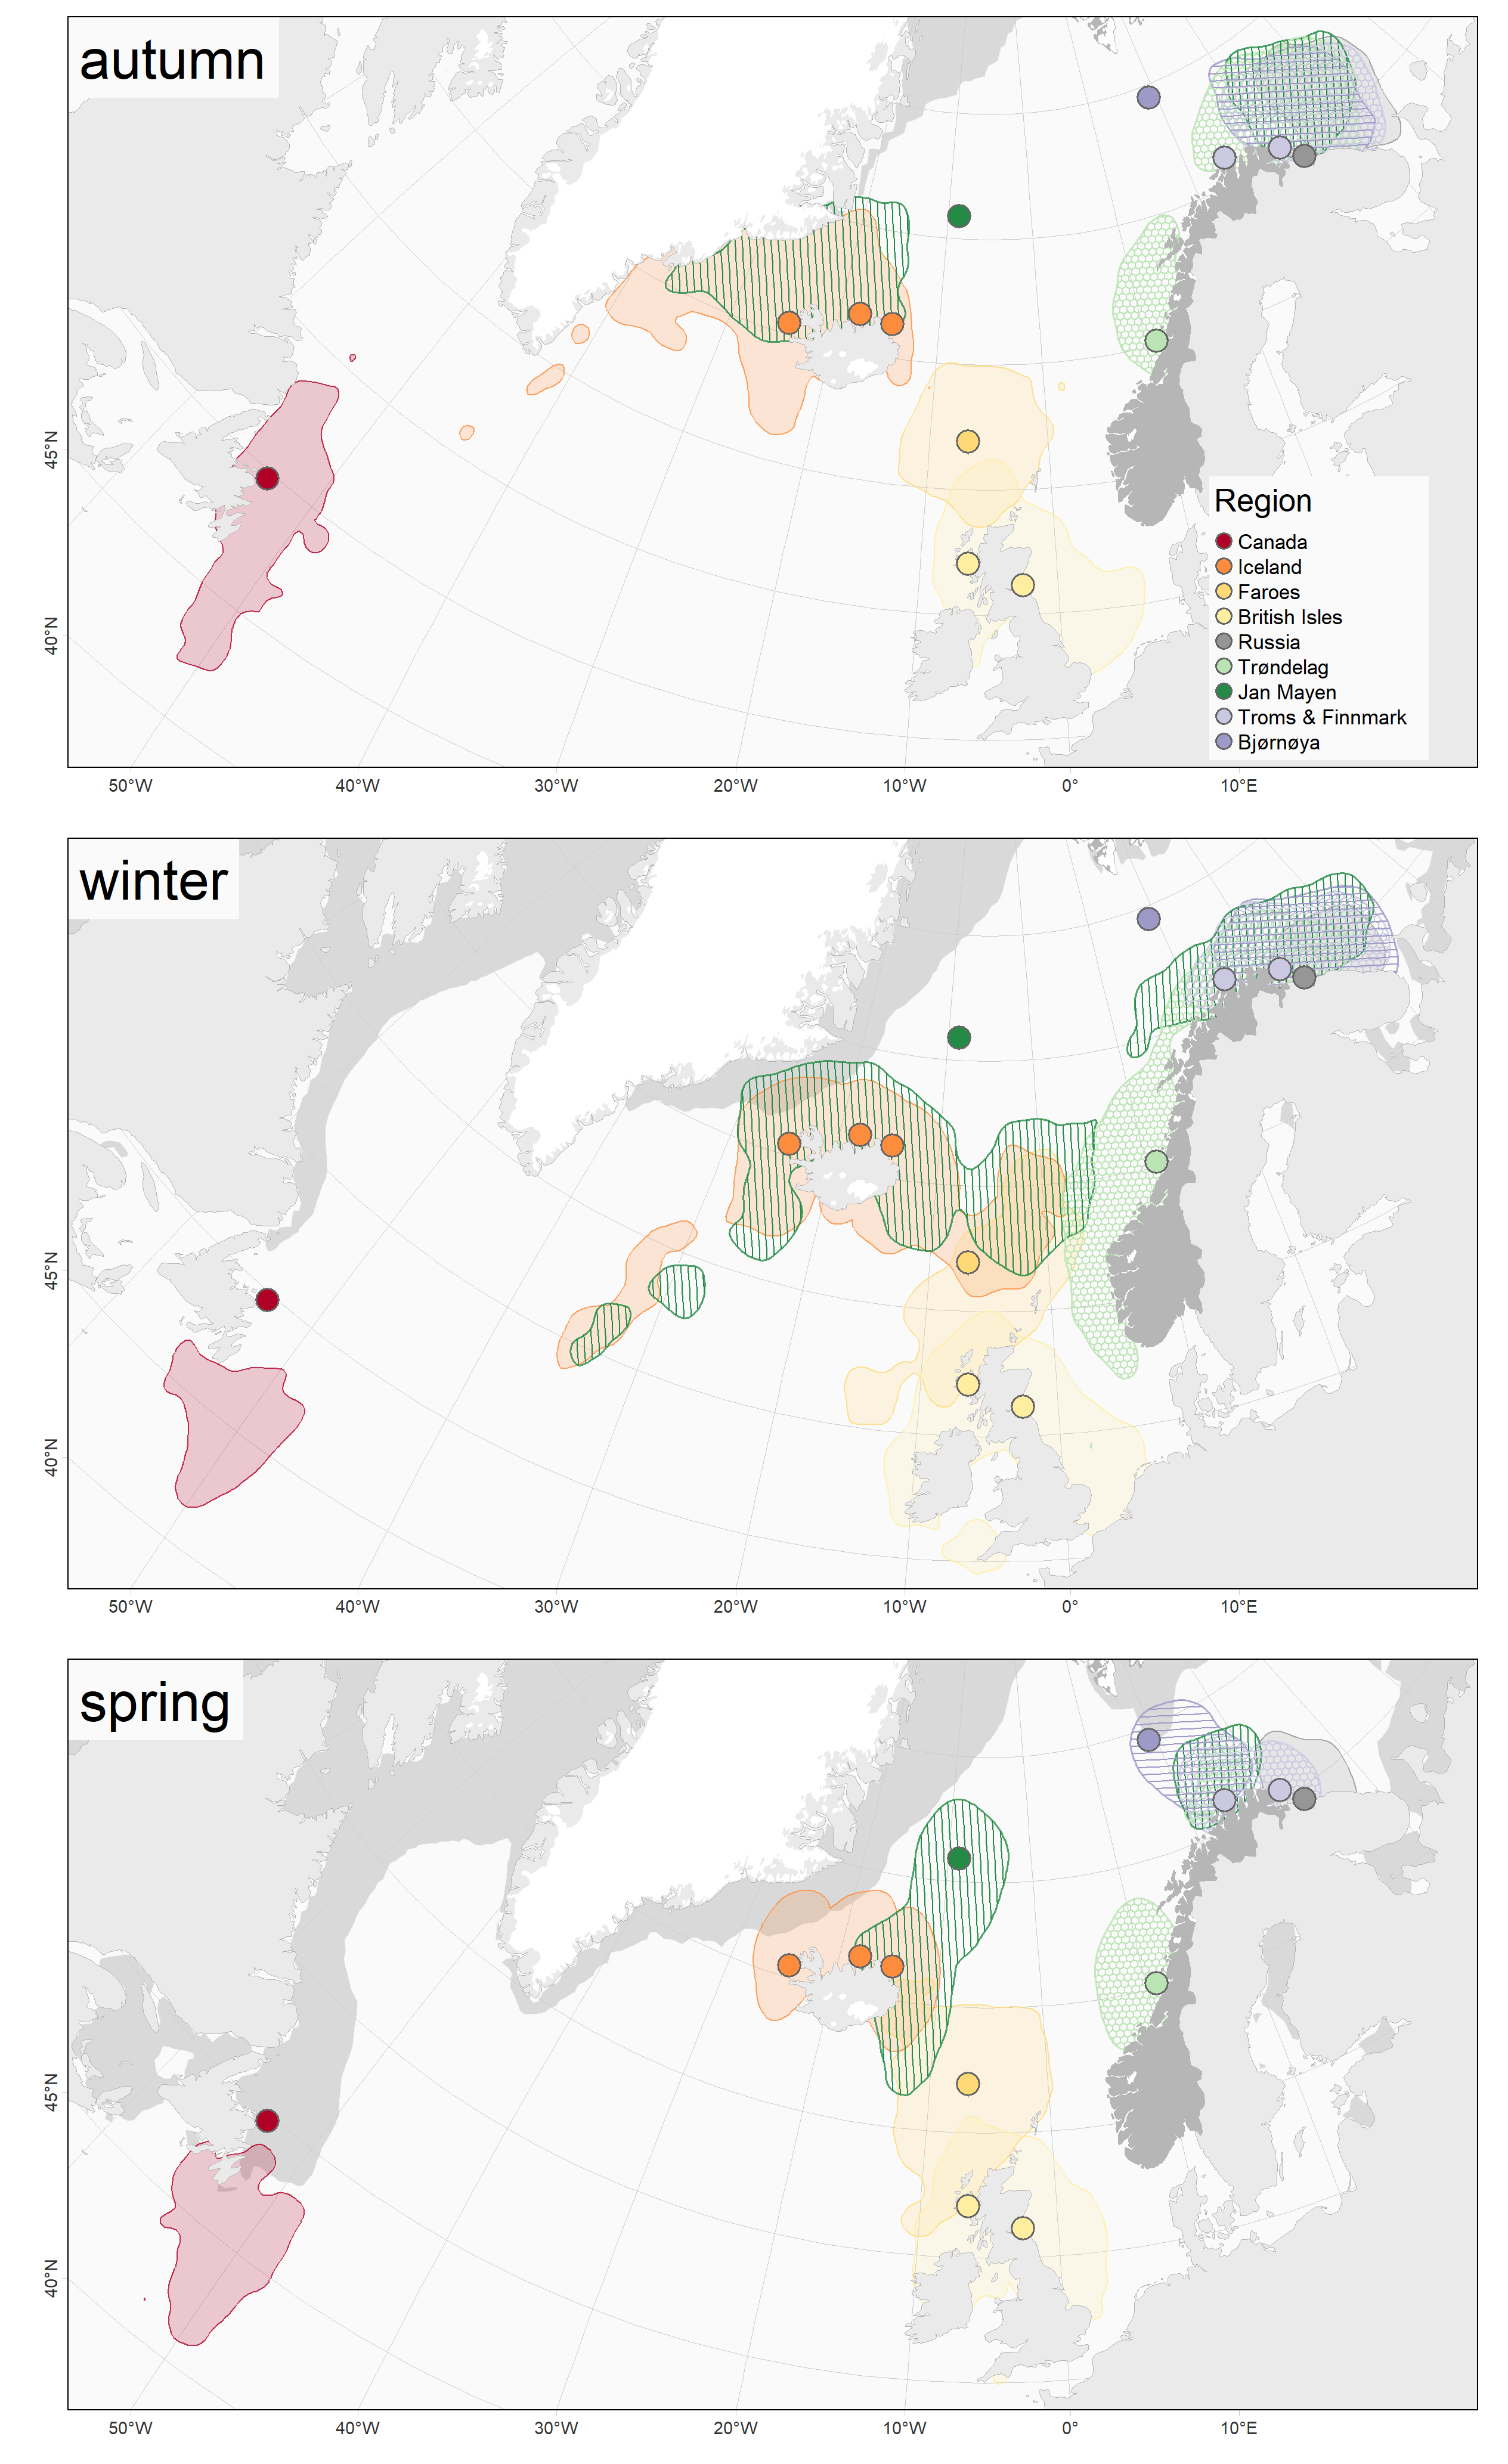 autumn
45°N
40°N
Region
Canada
Iceland
Faroes
British Isles
Russia
Trøndelag
Jan Mayen
Troms & Finnmark
Bjørnøya
50°W 40°W 30°W 20°W 10°W 0° 10°E
winter
45°N
40°N
50°W 40°W 30°W 20°W 10°W 0° 10°E
spring
45°N
40°N
50°W 40°W 30°W 20°W 10°W 0° 10°E